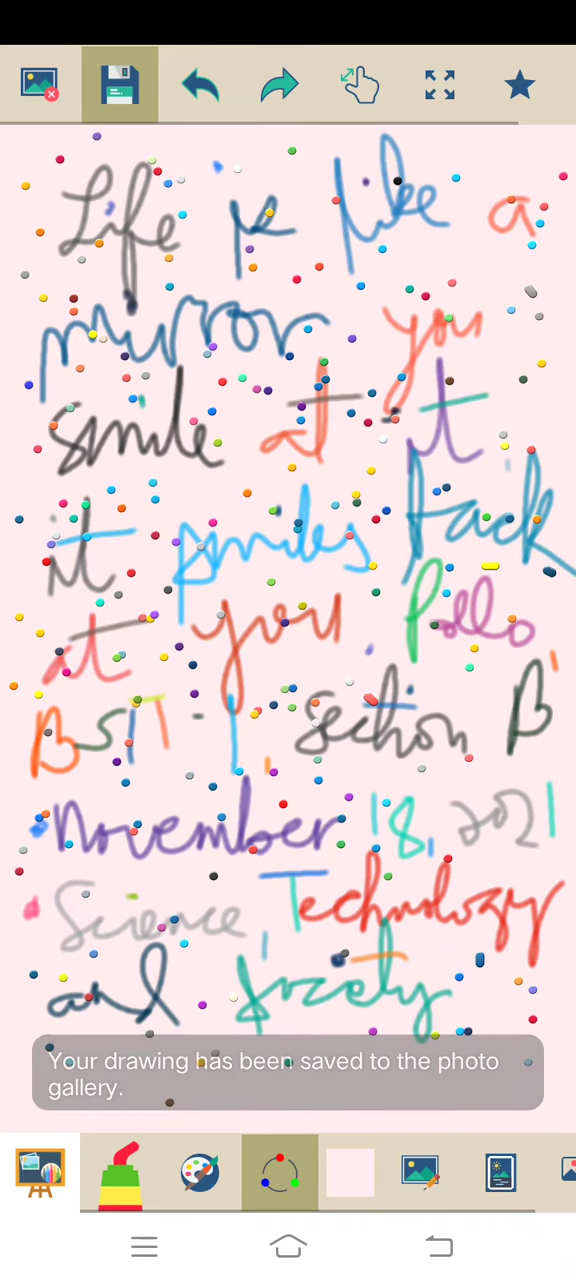 Life is like a
mirror you
smile at it
it smiles back
at you Pollo
BSIT-1 Section B
November 18, 2021
Science, Technology
and Society
Your drawing has been saved to the photo
gallery.